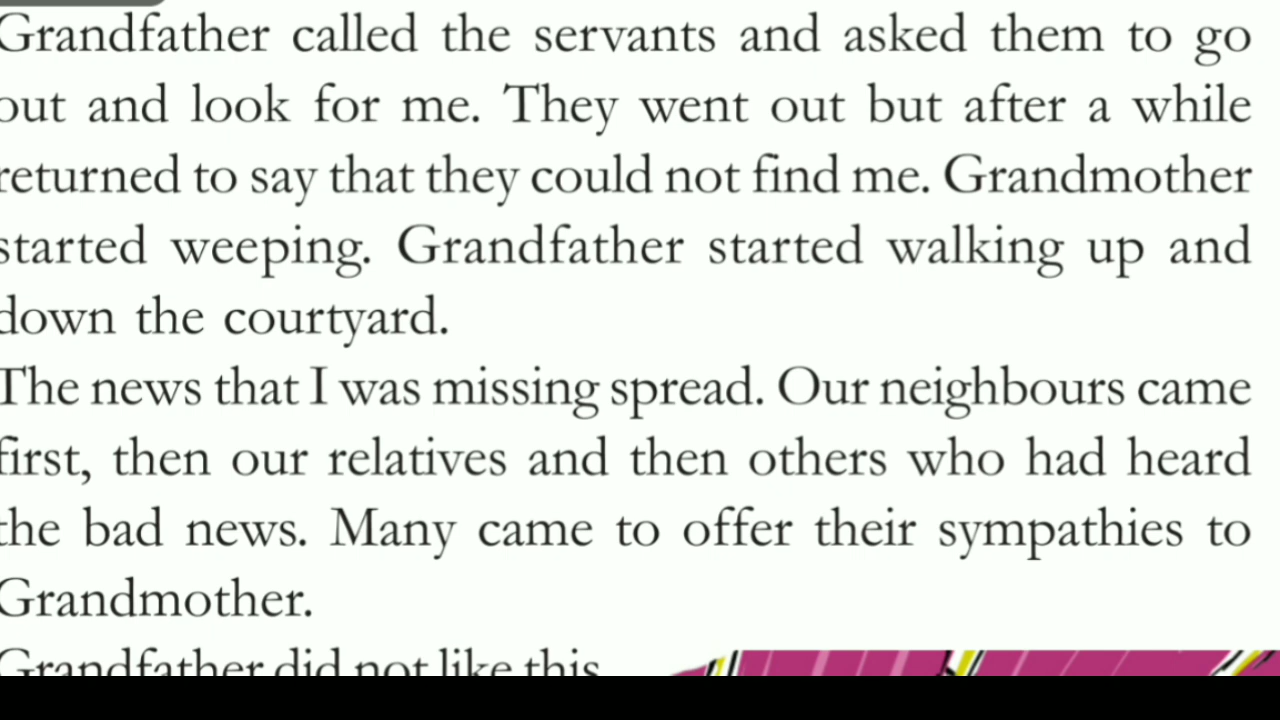 Grandfather called the servants and asked them to go
out and look for me. They went out but after a while
returned to say that they could not find me. Grandmother
started weeping. Grandfather started walking up and
down the courtyard.
The news that I was missing spread. Our neighbours came
first, then our relatives and then others who had heard
the bad news. Many came to offer their sympathies to
Grandmother.
Grandfather did not like this